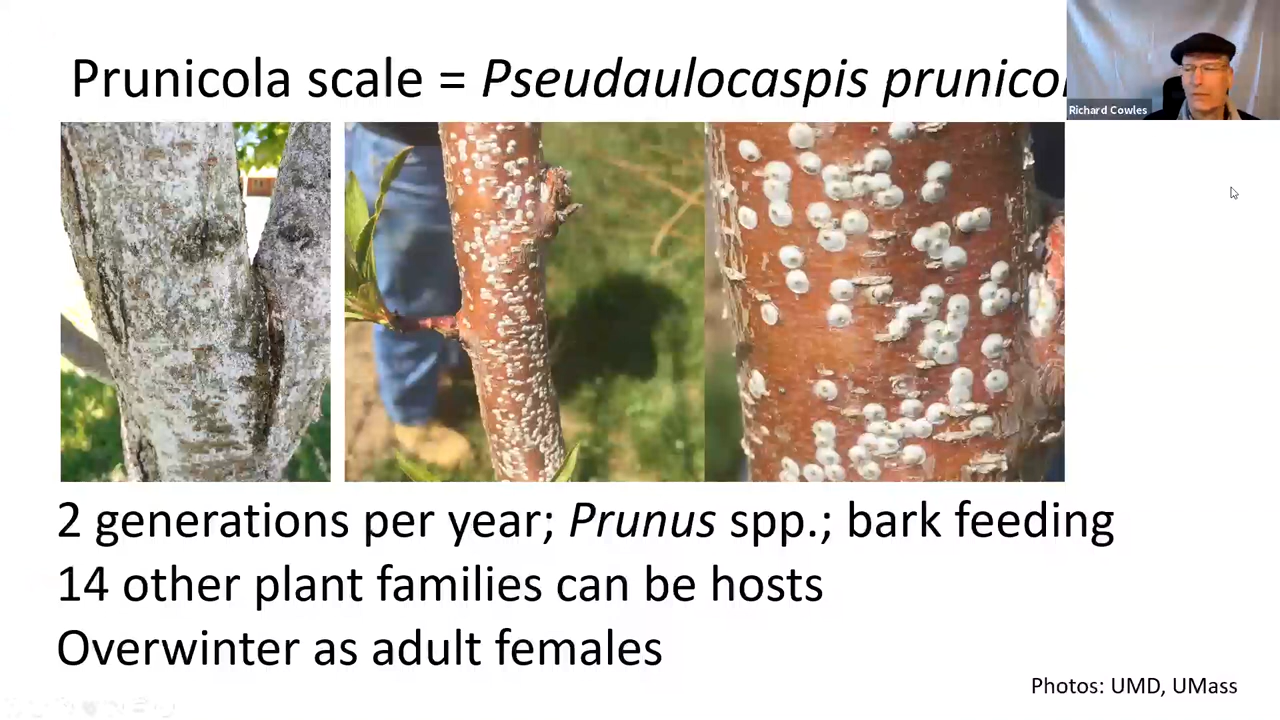 Prunicola scale = Pseudaulocaspis prunico
Richard Cowles
2 generations per year; Prunus spp.; bark feeding
14 other plant families can be hosts
Overwinter as adult females
Photos: UMD, UMass